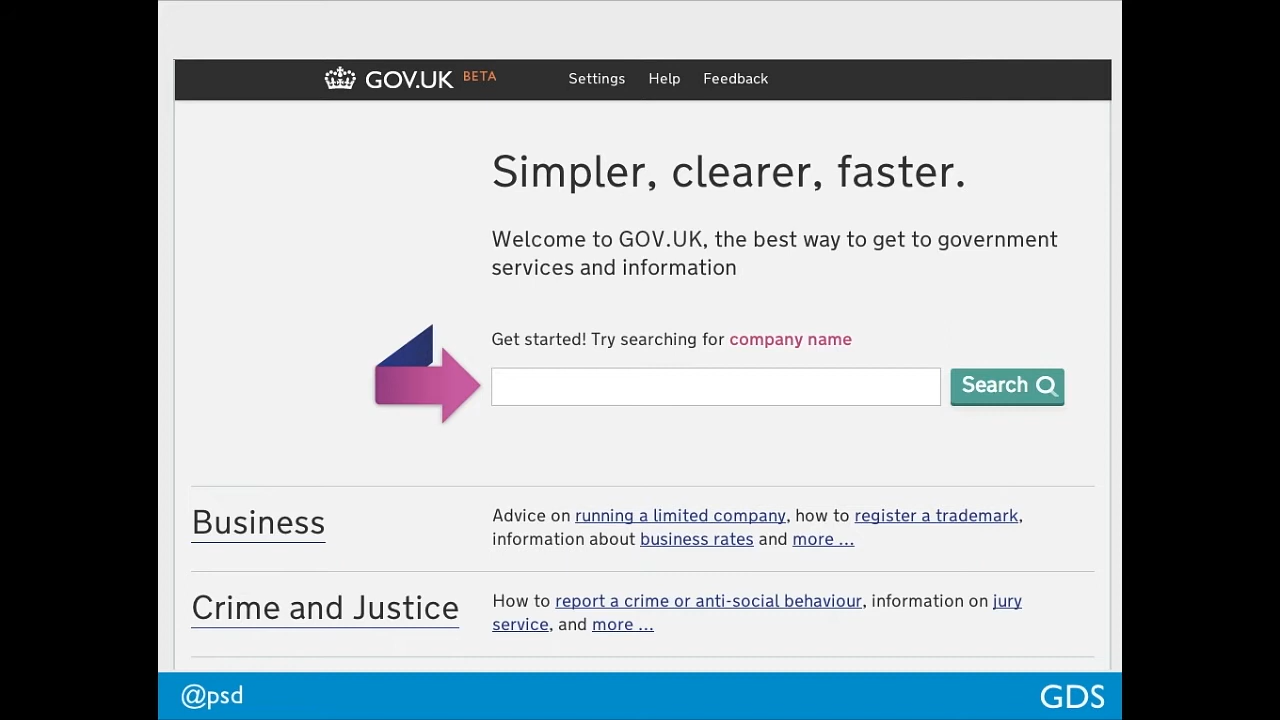 GOV.UK BETA Settings Help Feedback
Simpler, clearer, faster.
Welcome to GOV.UK, the best way to get to government
services and information
Get started! Try searching for company name
Search
Business
Advice on running a limited company, how to register a trademark,
information about business rates and more ...
Crime and Justice
How to report a crime or anti-social behaviour, information on jury
service, and more ...
@psd
GDS